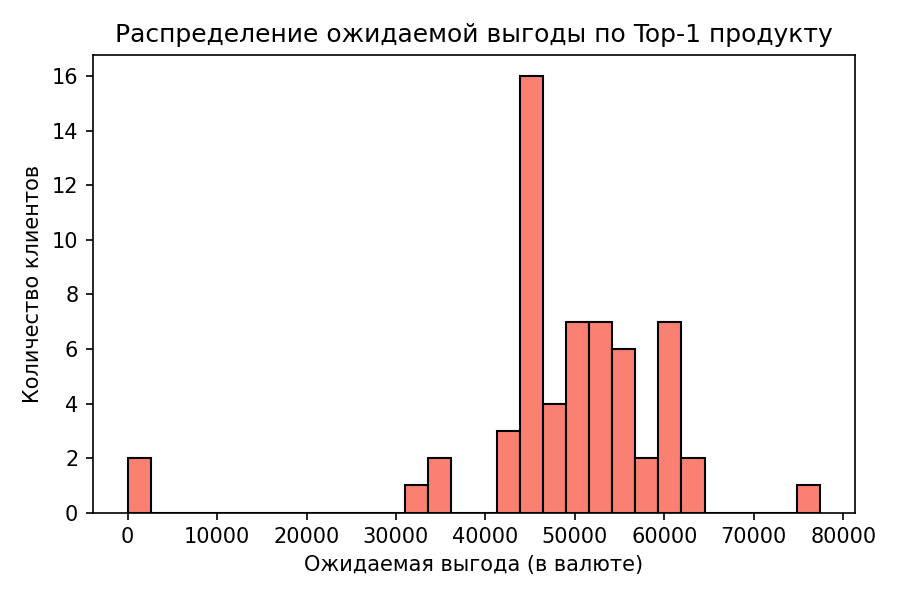 Распределение ожидаемой выгоды по Top-1 продукту
Количество клиентов
16
14
12
10
8
6
4
2
0
0 10000 20000 30000 40000 50000 60000 70000 80000
Ожидаемая выгода (в валюте)